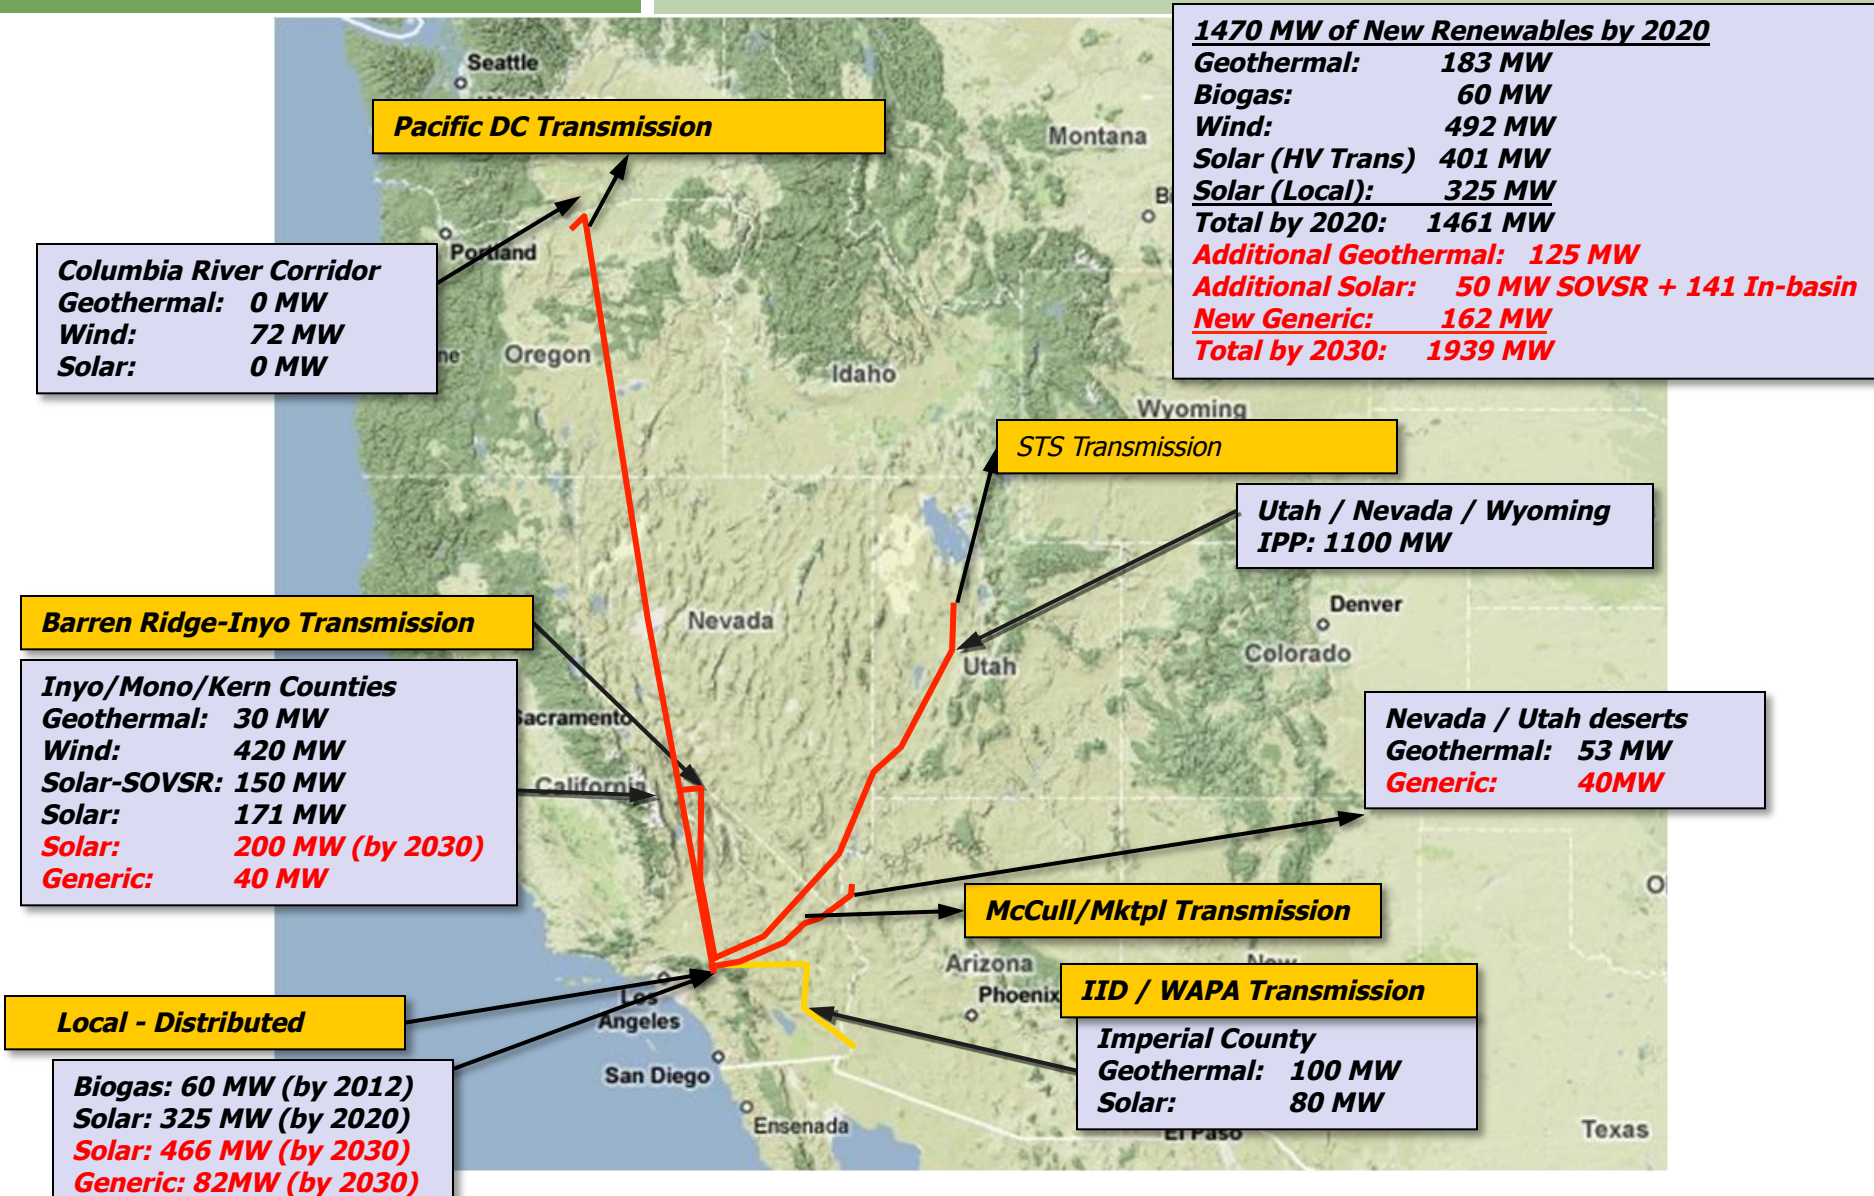 1470 MW of New Renewables by 2020
Geothermal: 183 MW
Biogas: 60 MW
Wind: 492 MW
Solar (HV Trans) 401 MW
Solar (Local): 325 MW
Total by 2020: 1461 MW
Additional Geothermal: 125 MW
Additional Solar: 50 MW SOVSR + 141 In-basin
New Generic: 162 MW
Total by 2030: 1939 MW
Seattle
Pacific DC Transmission
Montana
Portland
Columbia River Corridor
Geothermal: 0 MW
Wind: 72 MW
Solar: 0 MW
Oregon
Idaho
Wyoming
STS Transmission
Utah / Nevada / Wyoming
IPP: 1100 MW
Barren Ridge-Inyo Transmission
Nevada
Denver
Colorado
Utah
Inyo/Mono/Kern Counties
Geothermal: 30 MW
Wind: 420 MW
Solar-SOVSR: 150 MW
Solar: 171 MW
Solar: 200 MW (by 2030)
Generic: 40 MW
Sacramento
California
Nevada / Utah deserts
Geothermal: 53 MW
Generic: 40MW
McCull/Mktpl Transmission
Arizona
New
Phoenix
IID / WAPA Transmission
Imperial County
Geothermal: 100 MW
Solar: 80 MW
Los
Angeles
San Diego
Ensenada
El Paso
Texas
Local - Distributed
Biogas: 60 MW (by 2012)
Solar: 325 MW (by 2020)
Solar: 466 MW (by 2030)
Generic: 82MW (by 2030)